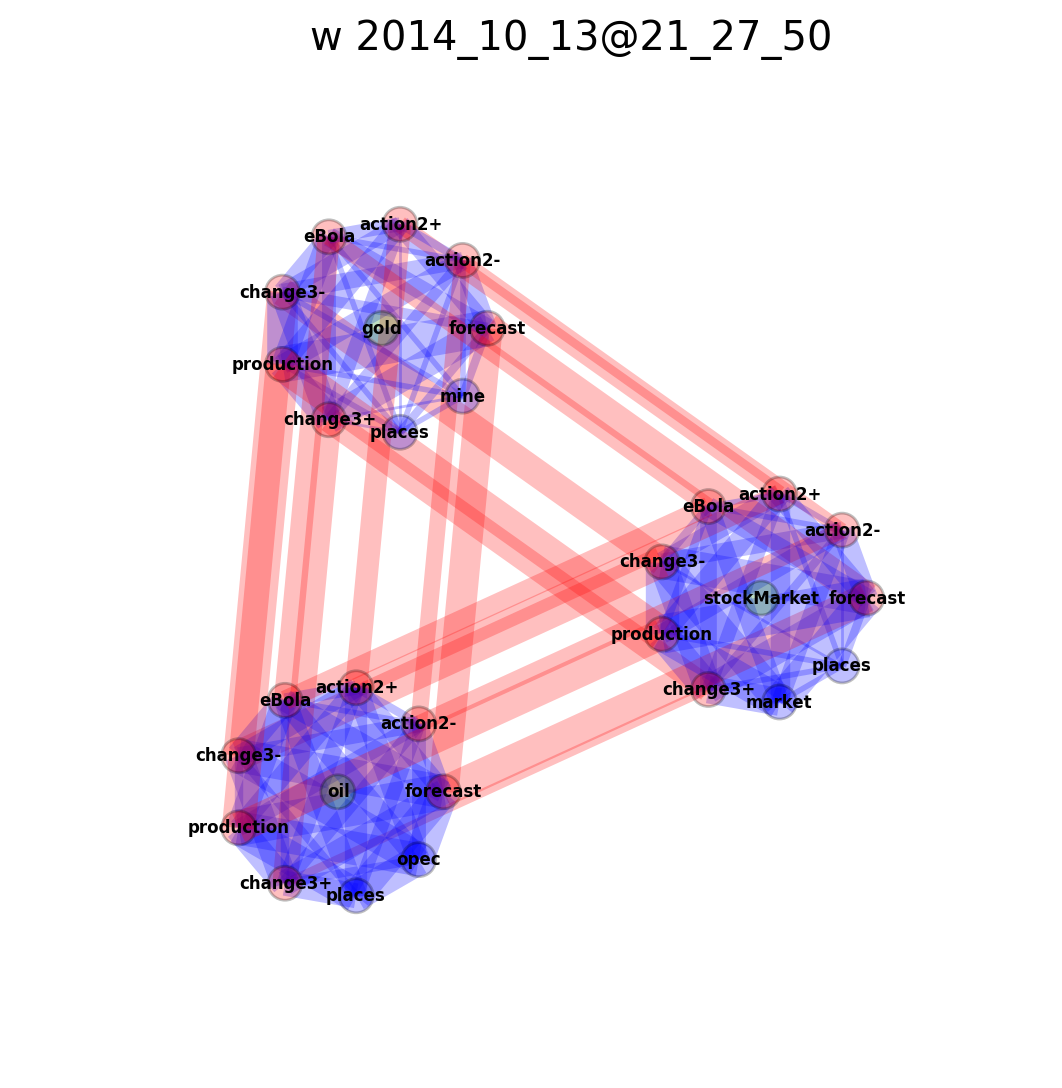 w 2014_10_13@21_27_50
action2+
eBola
action2-
change3-
gold
forecast
production
mine
change3+
places
action2+
eBola
action2-
change3-
stockMarket
forecast
production
places
change3+
market
action2+
eBola
action2-
change3-
oil
forecast
production
opec
change3+
places